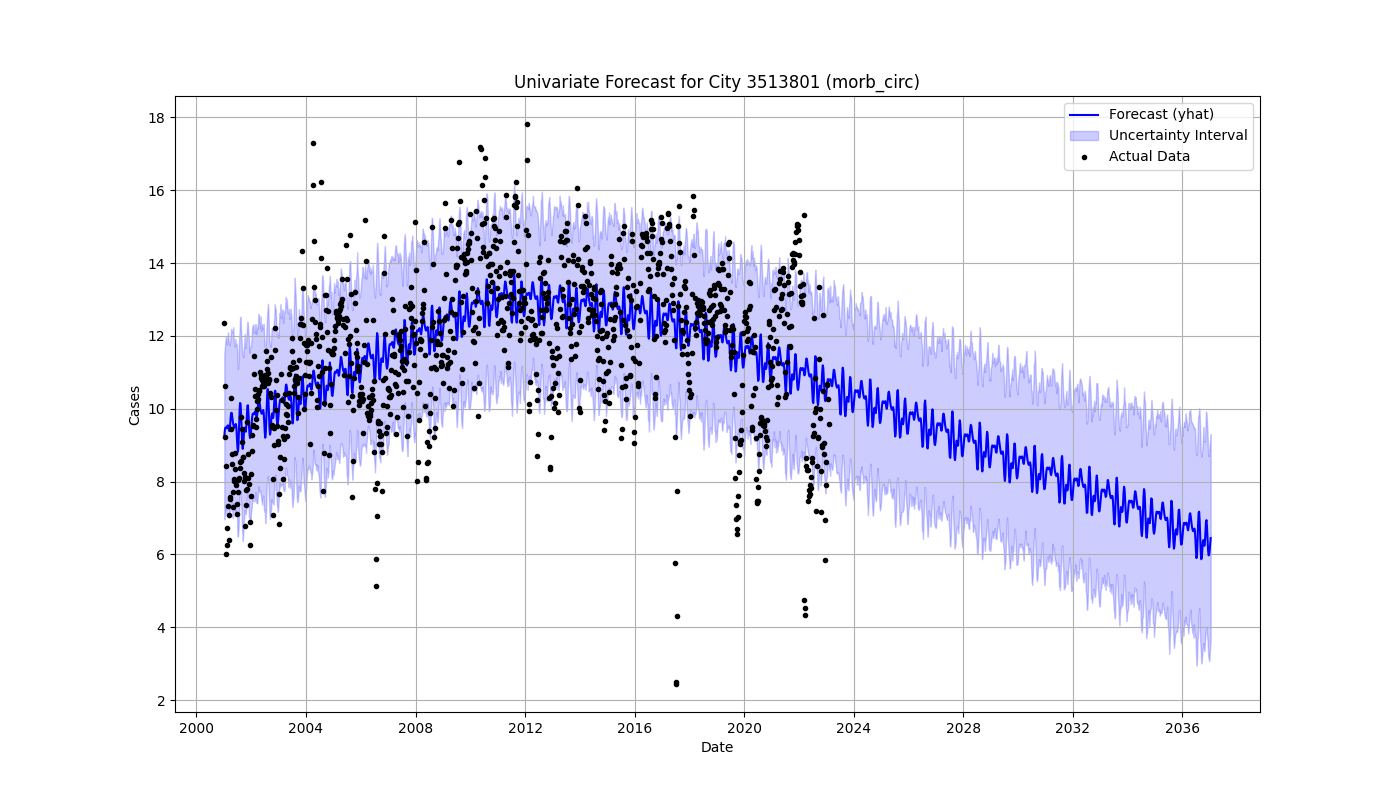 Univariate Forecast for City 3513801 (morb_circ)
Forecast (yhat)
Uncertainty Interval
Actual Data
Cases
18
16
14
12
10
8
6
4
2
2000 2004 2008 2012 2016 2020 2024 2028 2032 2036
Date